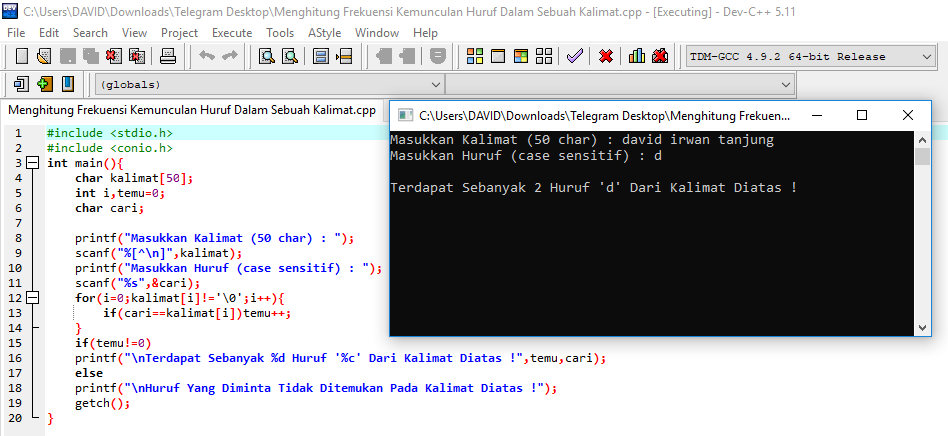 C:\Users\DAVID\Downloads\Telegram Desktop\Menghitung Frekuensi Kemunculan Huruf Dalam Sebuah Kalimat.cpp - [Executing] - Dev-C++ 5.11
File Edit Search View Project Execute Tools AStyle Window Help
TDM-GCC 4.9.2 64-bit Release
(globals)
Menghitung Frekuensi Kemunculan Huruf Dalam Sebuah Kalimat.cpp
1 #include <stdio.h>
2 #include <conio.h>
3 int main(){
4 char kalimat[50];
5 int i,temu=0;
6 char cari;
7
8 printf("Masukkan Kalimat (50 char) : ");
9 scanf("%[^\n]",kalimat);
10 printf("Masukkan Huruf (case sensitif) : ");
11 scanf("%s",&cari);
12 for(i=0;kalimat[i]!='\0';i++){
13 if(cari==kalimat[i])temu++;
14 }
15 if(temu!=0)
16 printf("\nTerdapat Sebanyak %d Huruf '%c' Dari Kalimat Diatas !",temu,cari);
17 else
18 printf("\nHuruf Yang Diminta Tidak Ditemukan Pada Kalimat Diatas !");
19 getch();
20 }
C:\Users\DAVID\Downloads\Telegram Desktop\Menghitung Frekuen...
Masukkan Kalimat (50 char) : david irwan tanjung
Masukkan Huruf (case sensitif) : d
Terdapat Sebanyak 2 Huruf 'd' Dari Kalimat Diatas !